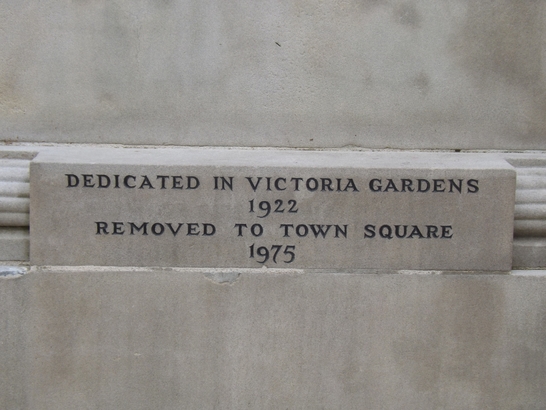 DEDICATED IN VICTORIA GARDENS
1922
REMOVED TO TOWN SQUARE
1975